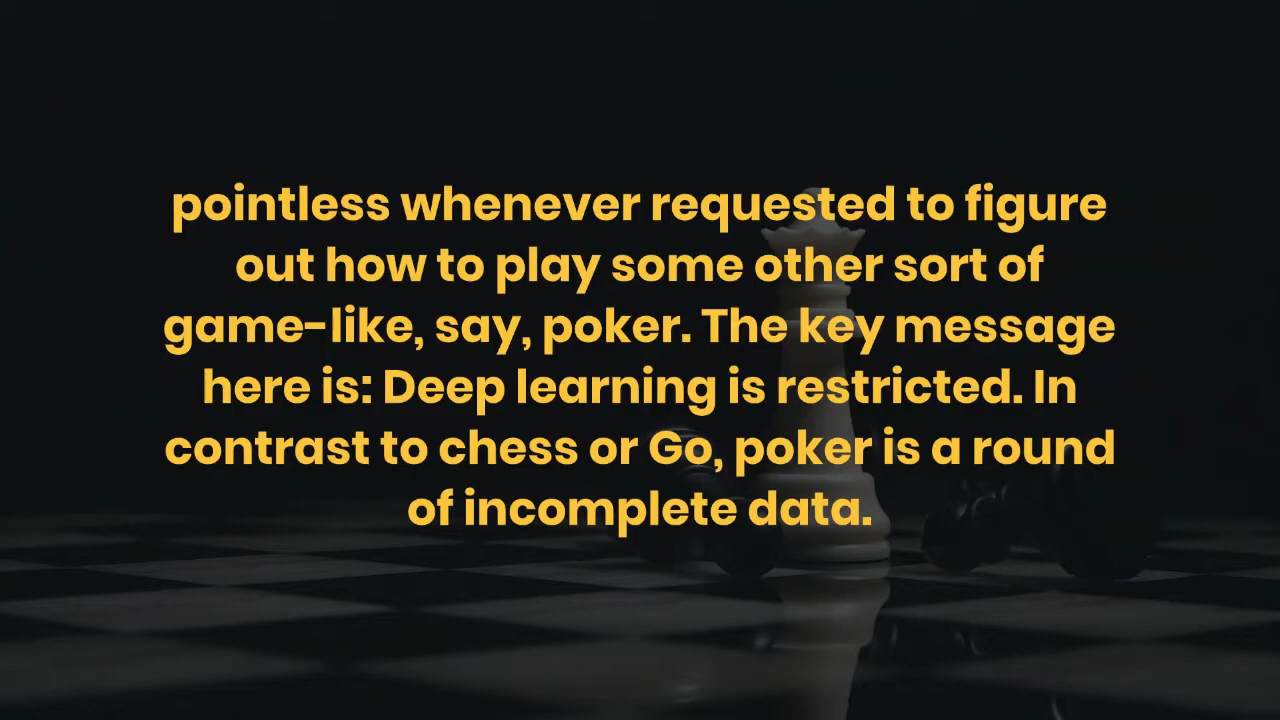 pointless whenever requested to figure
out how to play some other sort of
game-like, say, poker. The key message
here is: Deep learning is restricted. In
contrast to chess or Go, poker is a round
of incomplete data.